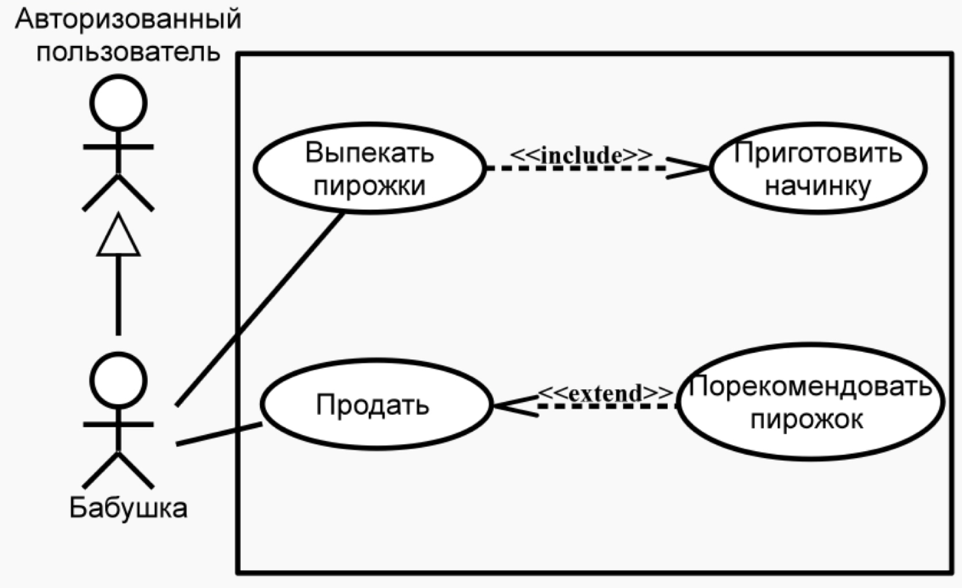 Авторизованный
пользователь
Выпекать
пирожки
<<include>>
Приготовить
начинку
Продать
<<extend>>
Порекомендовать
пирожок
Бабушка